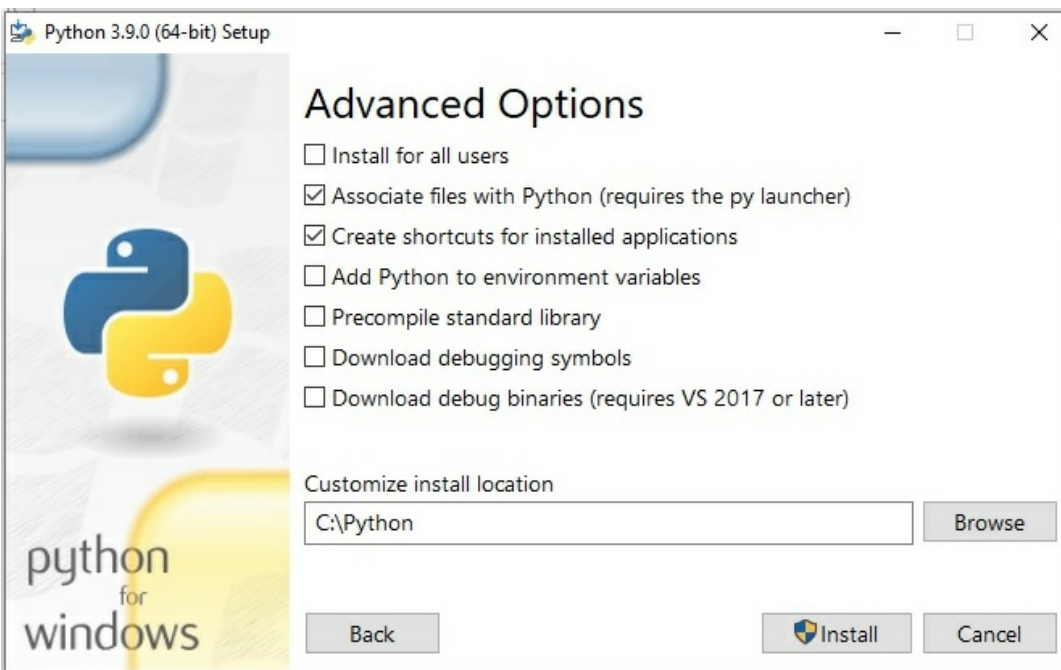 Python 3.9.0 (64-bit) Setup
Advanced Options
Install for all users
Associate files with Python (requires the py launcher)
Create shortcuts for installed applications
Add Python to environment variables
Precompile standard library
Download debugging symbols
Download debug binaries (requires VS 2017 or later)
Customize install location
C:\Python
Browse
python
for
windows
Back
Install
Cancel